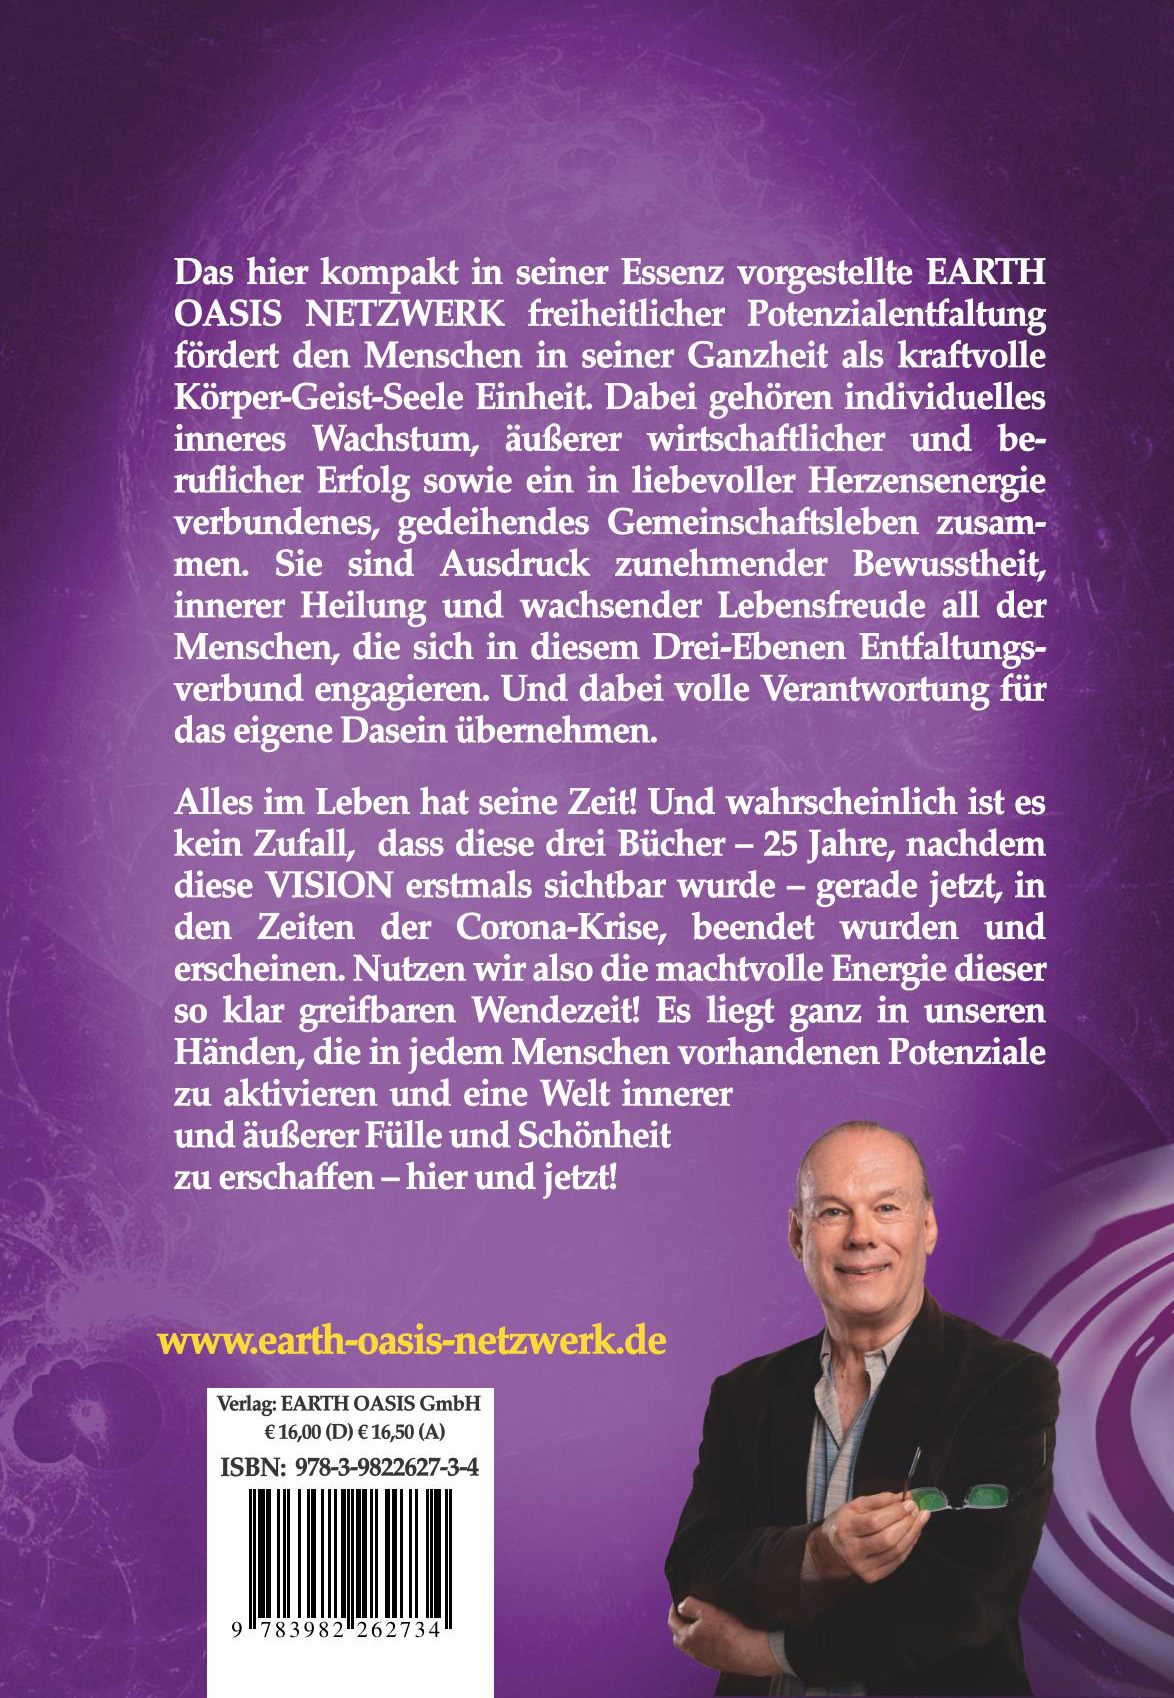 Das hier kompakt in seiner Essenz vorgestellte EARTH
OASIS NETZWERK freiheitlicher Potenzialentfaltung
fördert den Menschen in seiner Ganzheit als kraftvolle
Körper-Geist-Seele Einheit. Dabei gehören individuelles
inneres Wachstum, äußerer wirtschaftlicher und be-
ruflicher Erfolg sowie ein in liebevoller Herzensenergie
verbundenes, gedeihendes Gemeinschaftsleben zusam-
men. Sie sind Ausdruck zunehmender Bewusstheit,
innerer Heilung und wachsender Lebensfreude all der
Menschen, die sich in diesem Drei-Ebenen Entfaltungs-
verbund engagieren. Und dabei volle Verantwortung für
das eigene Dasein übernehmen.
Alles im Leben hat seine Zeit! Und wahrscheinlich ist es
kein Zufall, dass diese drei Bücher – 25 Jahre, nachdem
diese VISION erstmals sichtbar wurde – gerade jetzt, in
den Zeiten der Corona-Krise, beendet wurden und
erscheinen. Nutzen wir also die machtvolle Energie dieser
so klar greifbaren Wendezeit! Es liegt ganz in unseren
Händen, die in jedem Menschen vorhandenen Potenziale
zu aktivieren und eine Welt innerer
und äußerer Fülle und Schönheit
zu erschaffen – hier und jetzt!
www.earth-oasis-netzwerk.de
Verlag: EARTH OASIS GmbH
€ 16,00 (D) € 16,50 (A)
ISBN: 978-3-9822627-3-4
9 783982 262734